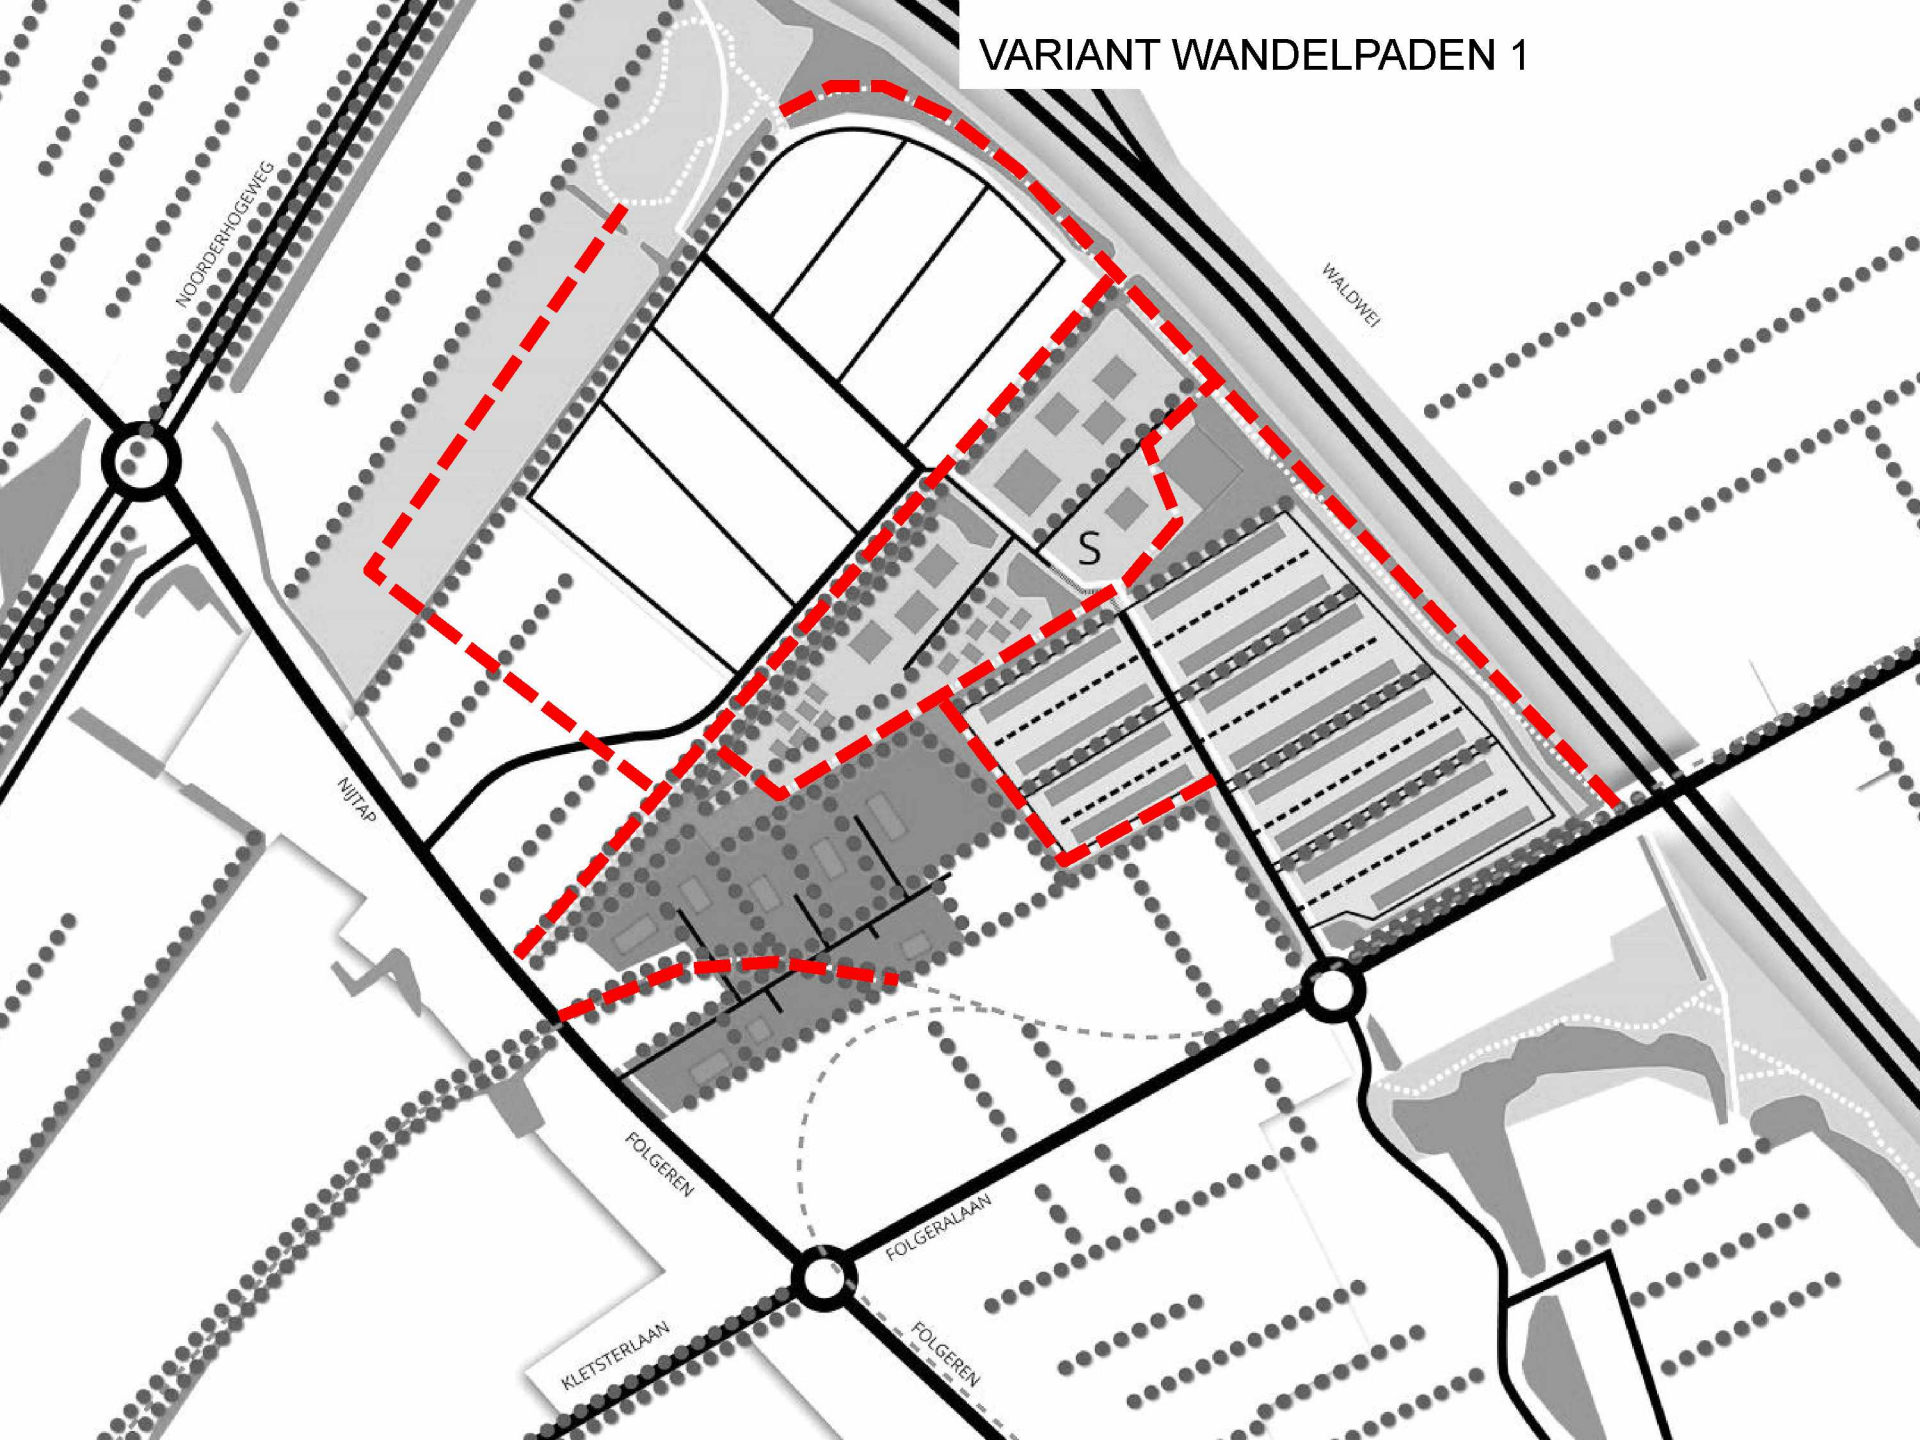 VARIANT WANDELPADEN 1
NOORDERHOGEWEG
WALDWEI
S
NIJTAP
FOLGEREN
FOLGERALAAN
KLETSTERLAAN
FOLGEREN